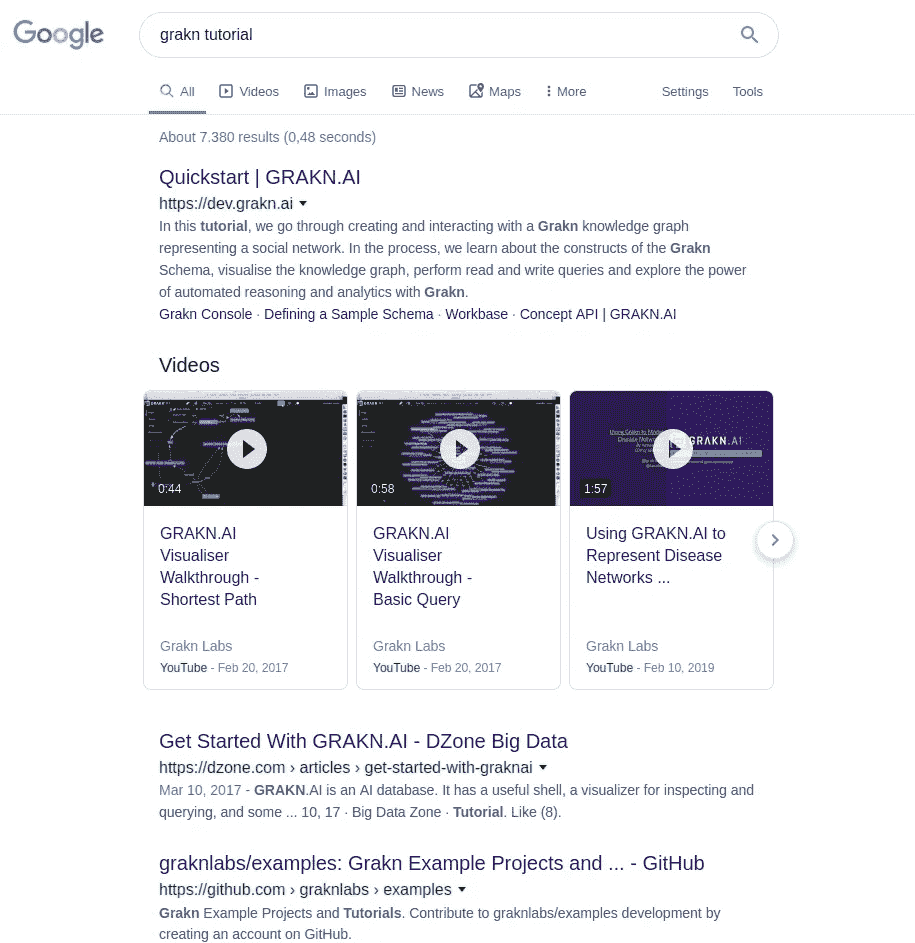 Google
grakn tutorial
All Videos Images News Maps More Settings Tools
About 7.380 results (0,48 seconds)
Quickstart | GRAKN.AI
https://dev.grakn.ai
In this tutorial, we go through creating and interacting with a Grakn knowledge graph
representing a social network. In the process, we learn about the constructs of the Grakn
Schema, visualise the knowledge graph, perform read and write queries and explore the power
of automated reasoning and analytics with Grakn.
Grakn Console · Defining a Sample Schema · Workbase · Concept API | GRAKN.AI
Videos
0:44
GRAKN.AI
Visualiser
Walkthrough -
Shortest Path
Grakn Labs
YouTube - Feb 20, 2017
0:58
GRAKN.AI
Visualiser
Walkthrough -
Basic Query
Grakn Labs
YouTube - Feb 20, 2017
GRAKN.AI
1:57
Using GRAKN.AI to
Represent Disease
Networks ...
Grakn Labs
YouTube - Feb 10, 2019
Get Started With GRAKN.AI - DZone Big Data
https://dzone.com › articles › get-started-with-graknai
Mar 10, 2017 - GRAKN.AI is an AI database. It has a useful shell, a visualizer for inspecting and
querying, and some ... 10, 17 · Big Data Zone · Tutorial. Like (8).
graknlabs/examples: Grakn Example Projects and ... - GitHub
https://github.com › graknlabs › examples
Grakn Example Projects and Tutorials. Contribute to graknlabs/examples development by
creating an account on GitHub.